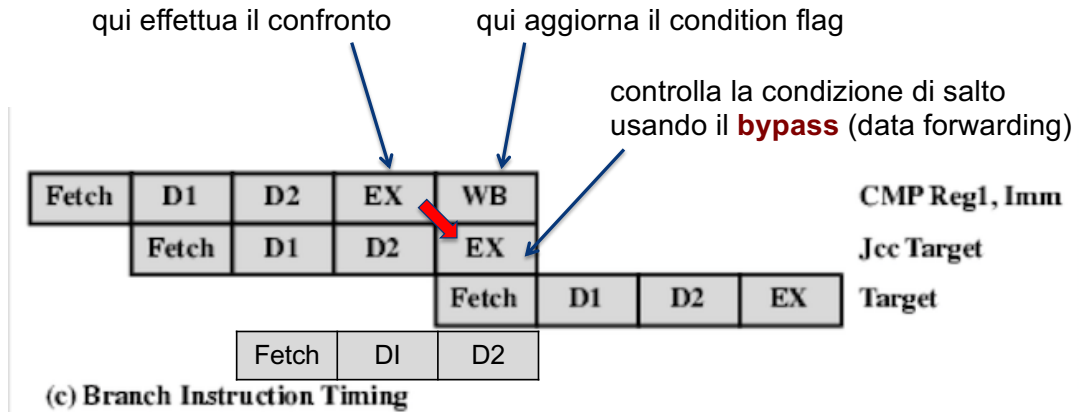 qui effettua il confronto
qui aggiorna il condition flag
controlla la condizione di salto
usando il bypass (data forwarding)
Fetch D1 D2 EX WB CMP Reg1, Imm
Fetch D1 D2 EX Jcc Target
Fetch D1 D2 EX Target
Fetch DI D2
(c) Branch Instruction Timing